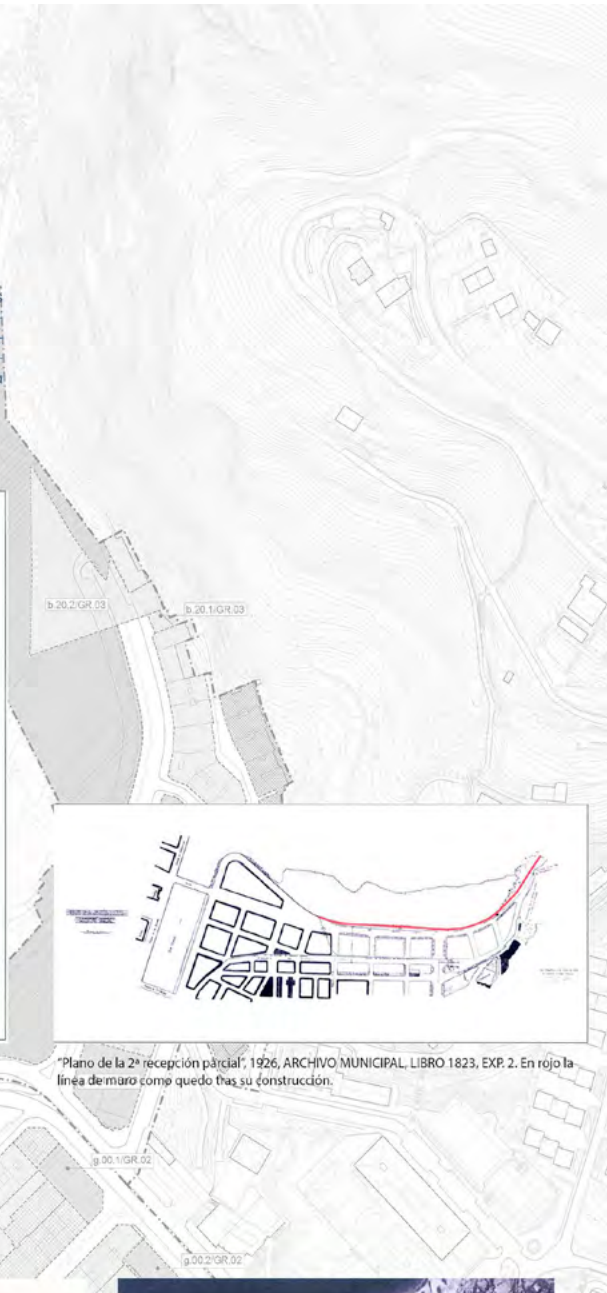 b.20.2/GR.03
b.20.1/GR.03
"Plano de la 2ª recepción parcial", 1926, ARCHIVO MUNICIPAL, LIBRO 1823, EXP. 2. En rojo la
línea de muro como quedo tras su construcción.
g.00.1/GR.02
g.00.2/GR.02